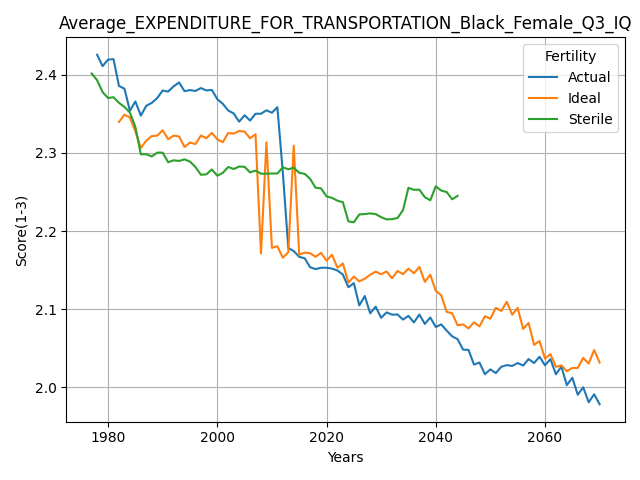 Average_EXPENDITURE_FOR_TRANSPORTATION_Black_Female_Q3_IQ
Fertility
Actual
Ideal
Sterile
Score(1-3)
2.4
2.3
2.2
2.1
2.0
1980
2000
2020
2040
2060
Years